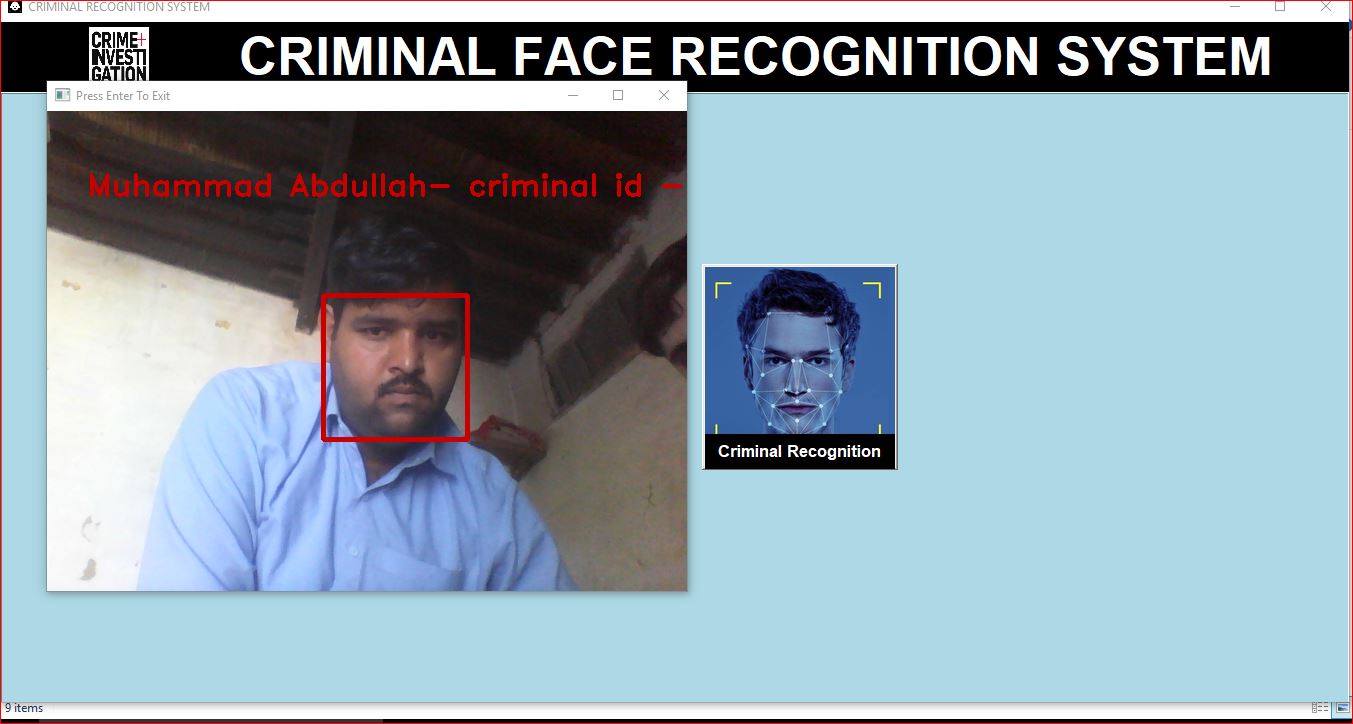 CRIMINAL RECOGNITION SYSTEM
CRIME+
INVESTI
GATION
CRIMINAL FACE RECOGNITION SYSTEM
Press Enter To Exit
Muhammad Abdullah- criminal id -
Criminal Recognition
9 items